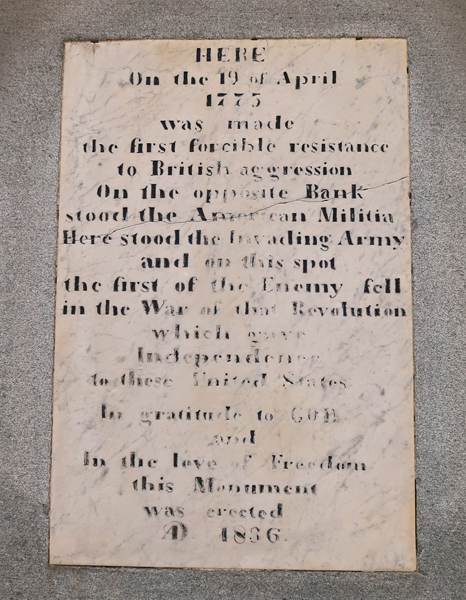 HERE
On the 19 of April
1775
was made
the first forcible resistance
to British aggression
On the opposite Bank
stood the American Militia
Here stood the Invading Army
and on this spot
the first of the Enemy fell
in the War of that Revolution
which gave
Independence
to these United States
In gratitude to GOD
and
In the love of Freedom
this Monument
was erected
AD 1836.